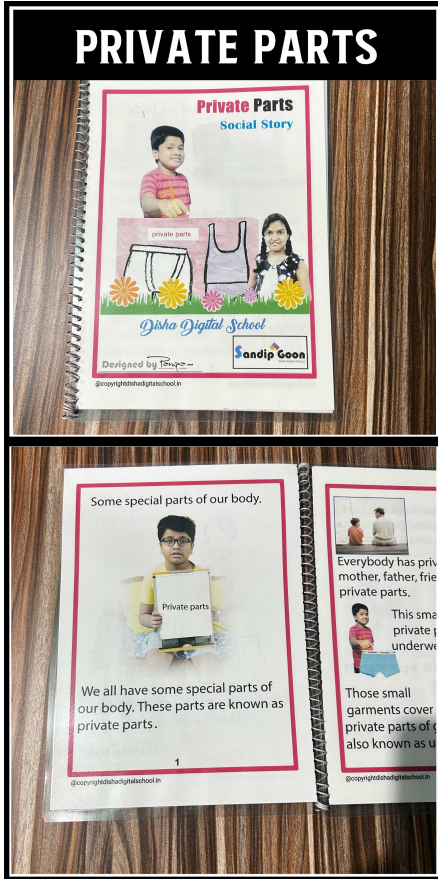 PRIVATE PARTS
Private Parts
Social Story
private parts
Disha Digital School
Designed by
Sandip Goon
@copyrightdishadigitalschool.in
Some special parts of our body.
Private parts
We all have some special parts of
our body. These parts are known as
private parts.
1
@copyrightdishadigitalschool.in
Everybody has priv
mother, father, frie
private parts.
This sma
private p
underwe
Those small
garments cover
private parts of g
also known as u
@copyrightdishadigitalschool.in